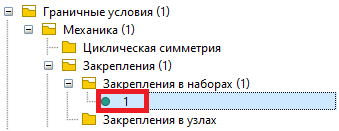 Граничные условия (1)
Механика (1)
Циклическая симметрия
Закрепления (1)
Закрепления в наборах (1)
1
Закрепления в узлах